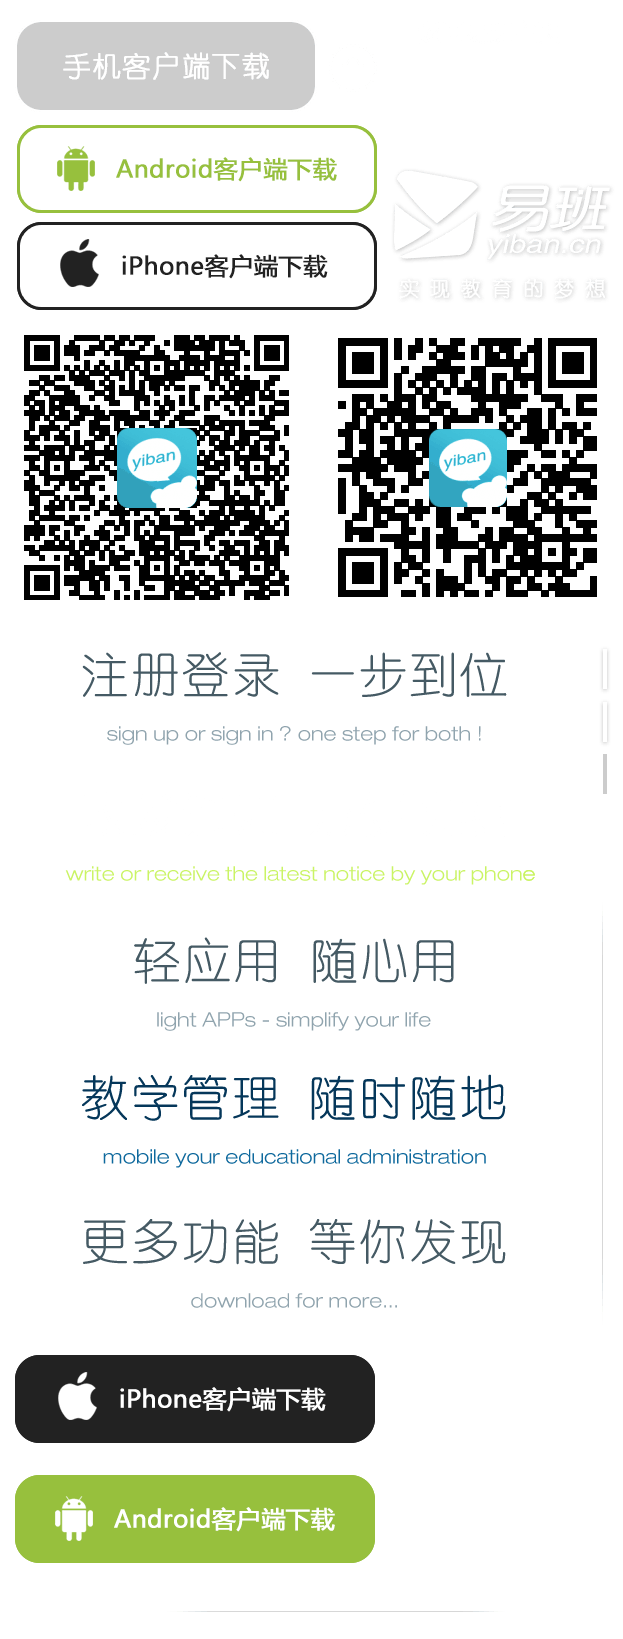 手机客户端下载
Android客户端下载
iPhone客户端下载
易班
yiban.cn
实现教育的梦想
yiban
yiban
注册登录 一步到位
sign up or sign in ? one step for both !
write or receive the latest notice by your phone
轻应用 随心用
light APPs - simplify your life
教学管理 随时随地
mobile your educational administration
更多功能 等你发现
download for more...
iPhone客户端下载
Android客户端下载